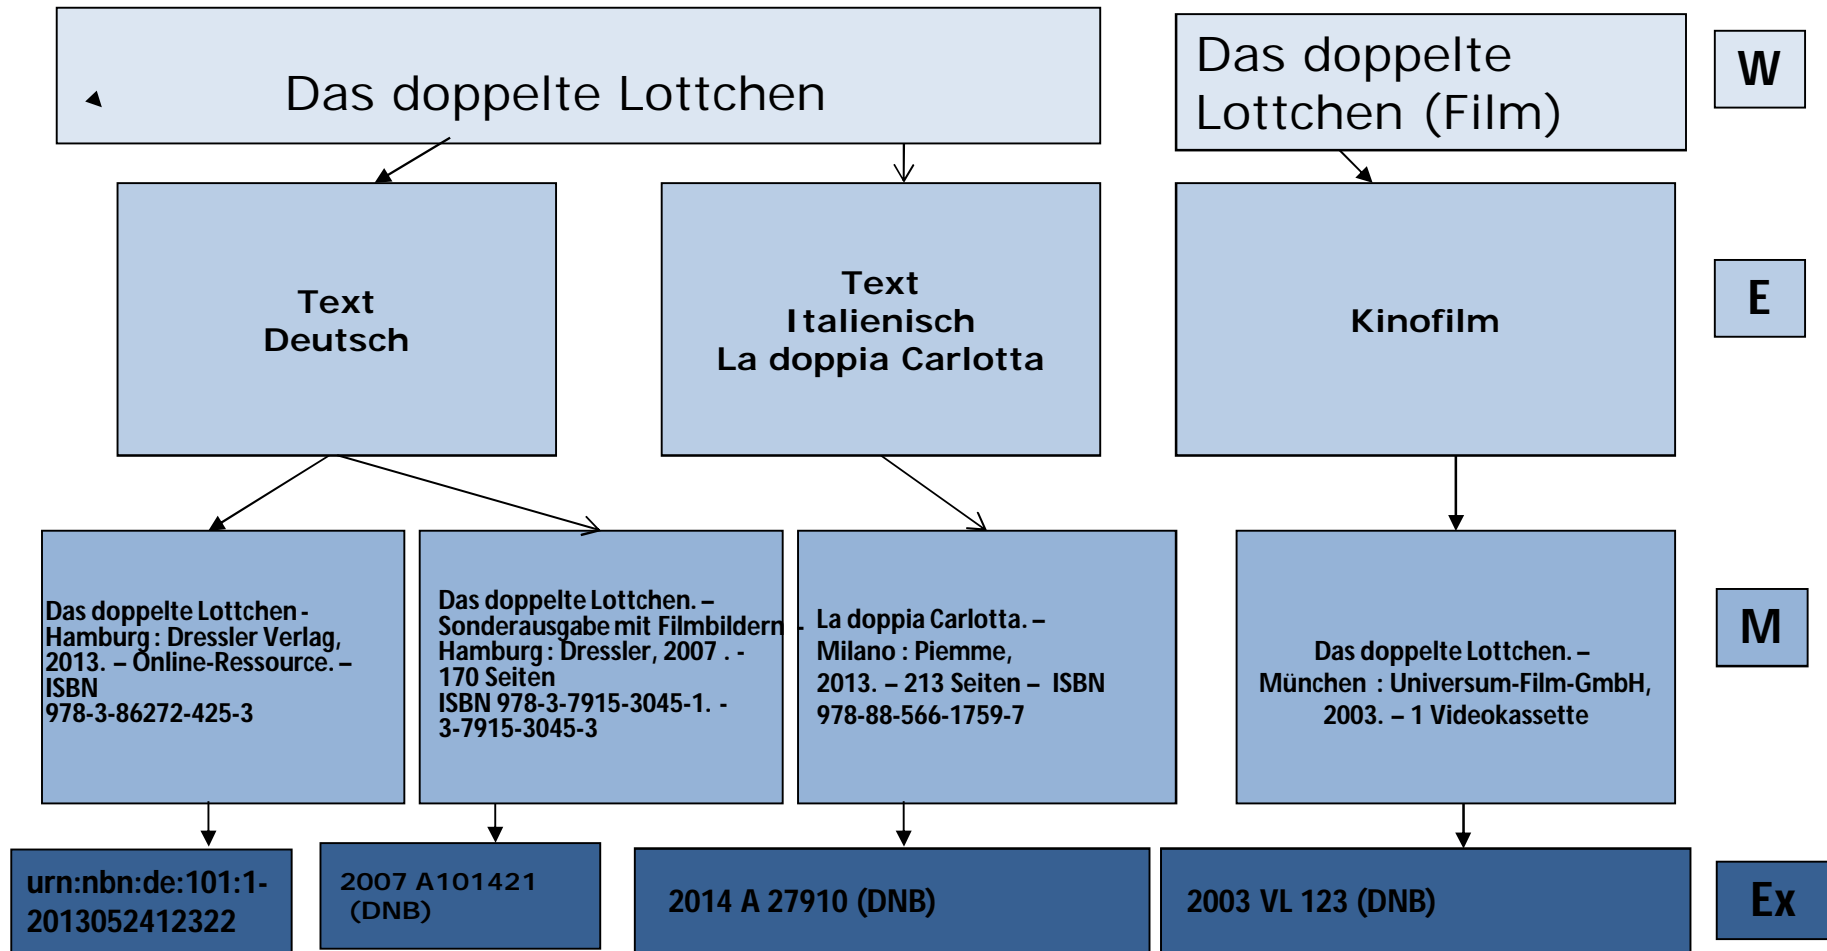 Das doppelte Lottchen
Das doppelte
Lottchen (Film)
W
Text
Deutsch
Text
Italienisch
La doppia Carlotta
Kinofilm
E
Das doppelte Lottchen -
Hamburg : Dressler Verlag,
2013. – Online-Ressource. –
ISBN
978-3-86272-425-3
Das doppelte Lottchen. –
Sonderausgabe mit Filmbildern -
Hamburg : Dressler, 2007 . -
170 Seiten
ISBN 978-3-7915-3045-1. -
3-7915-3045-3
La doppia Carlotta. –
Milano : Piemme,
2013. – 213 Seiten – ISBN
978-88-566-1759-7
Das doppelte Lottchen. –
München : Universum-Film-GmbH,
2003. – 1 Videokassette
M
urn:nbn:de:101:1-
2013052412322
2007 A101421
(DNB)
2014 A 27910 (DNB)
2003 VL 123 (DNB)
Ex